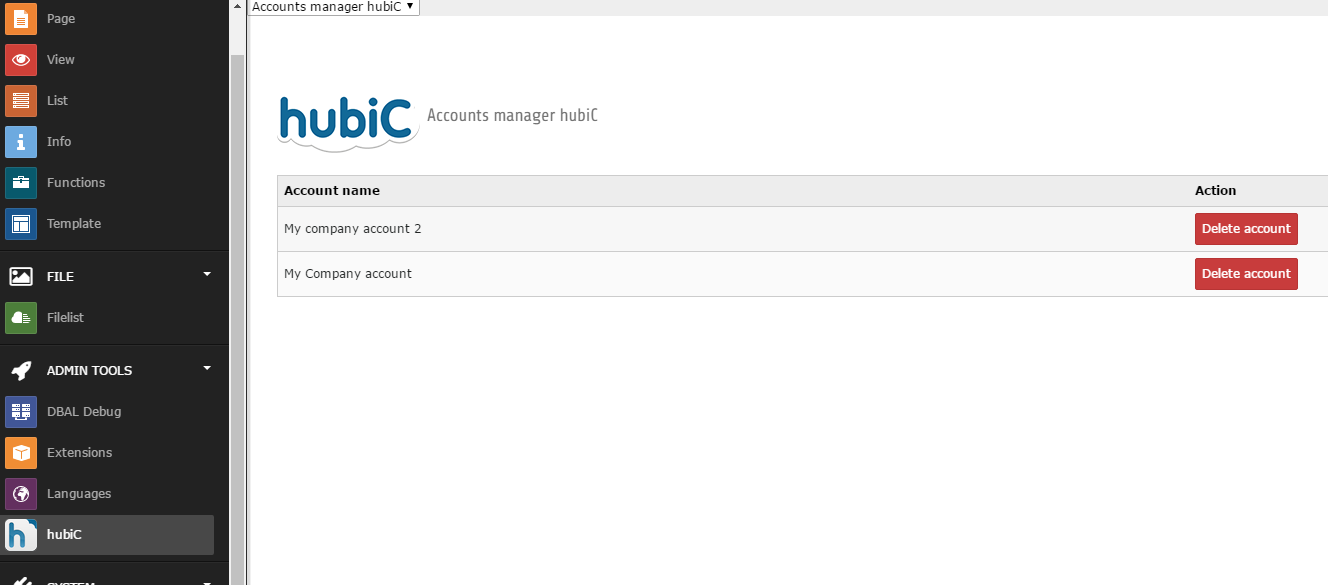 Page
View
List
Info
Functions
Template
FILE
Filelist
ADMIN TOOLS
DBAL Debug
Extensions
Languages
hubiC
SYSTEM
Accounts manager hubiC
hubiC Accounts manager hubiC
Account name Action
My company account 2 Delete account
My Company account Delete account